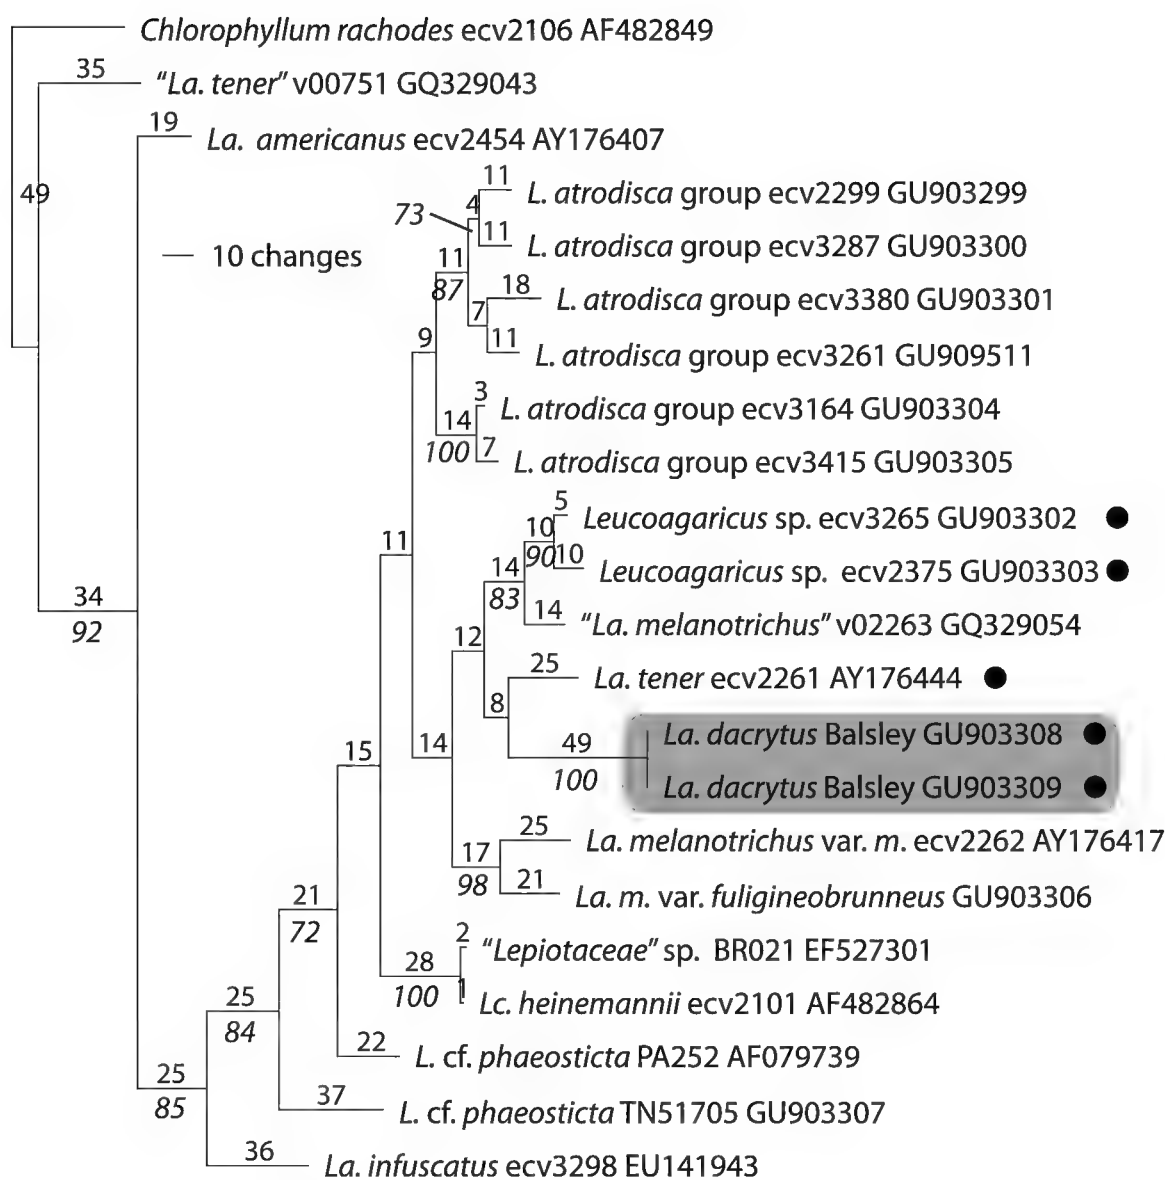 Chlorophyllum rachodes ecv2106 AF482849
35
"La. tener" v00751 GQ329043
19
La. americanus ecv2454 AY176407
49
11
L. atrodisca group ecv2299 GU903299
4
73
11
L. atrodisca group ecv3287 GU903300
10 changes
11
87
18
L. atrodisca group ecv3380 GU903301
7
9
11
L. atrodisca group ecv3261 GU909511
3
L. atrodisca group ecv3164 GU903304
14
100
7
L. atrodisca group ecv3415 GU903305
5
Leucoagaricus sp. ecv3265 GU903302
10
90
10
11
14
83
Leucoagaricus sp. ecv2375 GU903303
34
92
14
"La. melanotrichus" v02263 GQ329054
12
25
La. tener ecv2261 AY176444
8
La. dacrytus Balsley GU903308
15
14
49
100
La. dacrytus Balsley GU903309
25
La. melanotrichus var. m. ecv2262 AY176417
17
98
21
La. m. var. fuligineobrunneus GU903306
21
72
2
"Lepiotaceae" sp. BR021 EF527301
28
100
1
Lc. heinemannii ecv2101 AF482864
25
84
22
L. cf. phaeosticta PA252 AF079739
25
85
37
L. cf. phaeosticta TN51705 GU903307
36
La. infuscatus ecv3298 EU141943